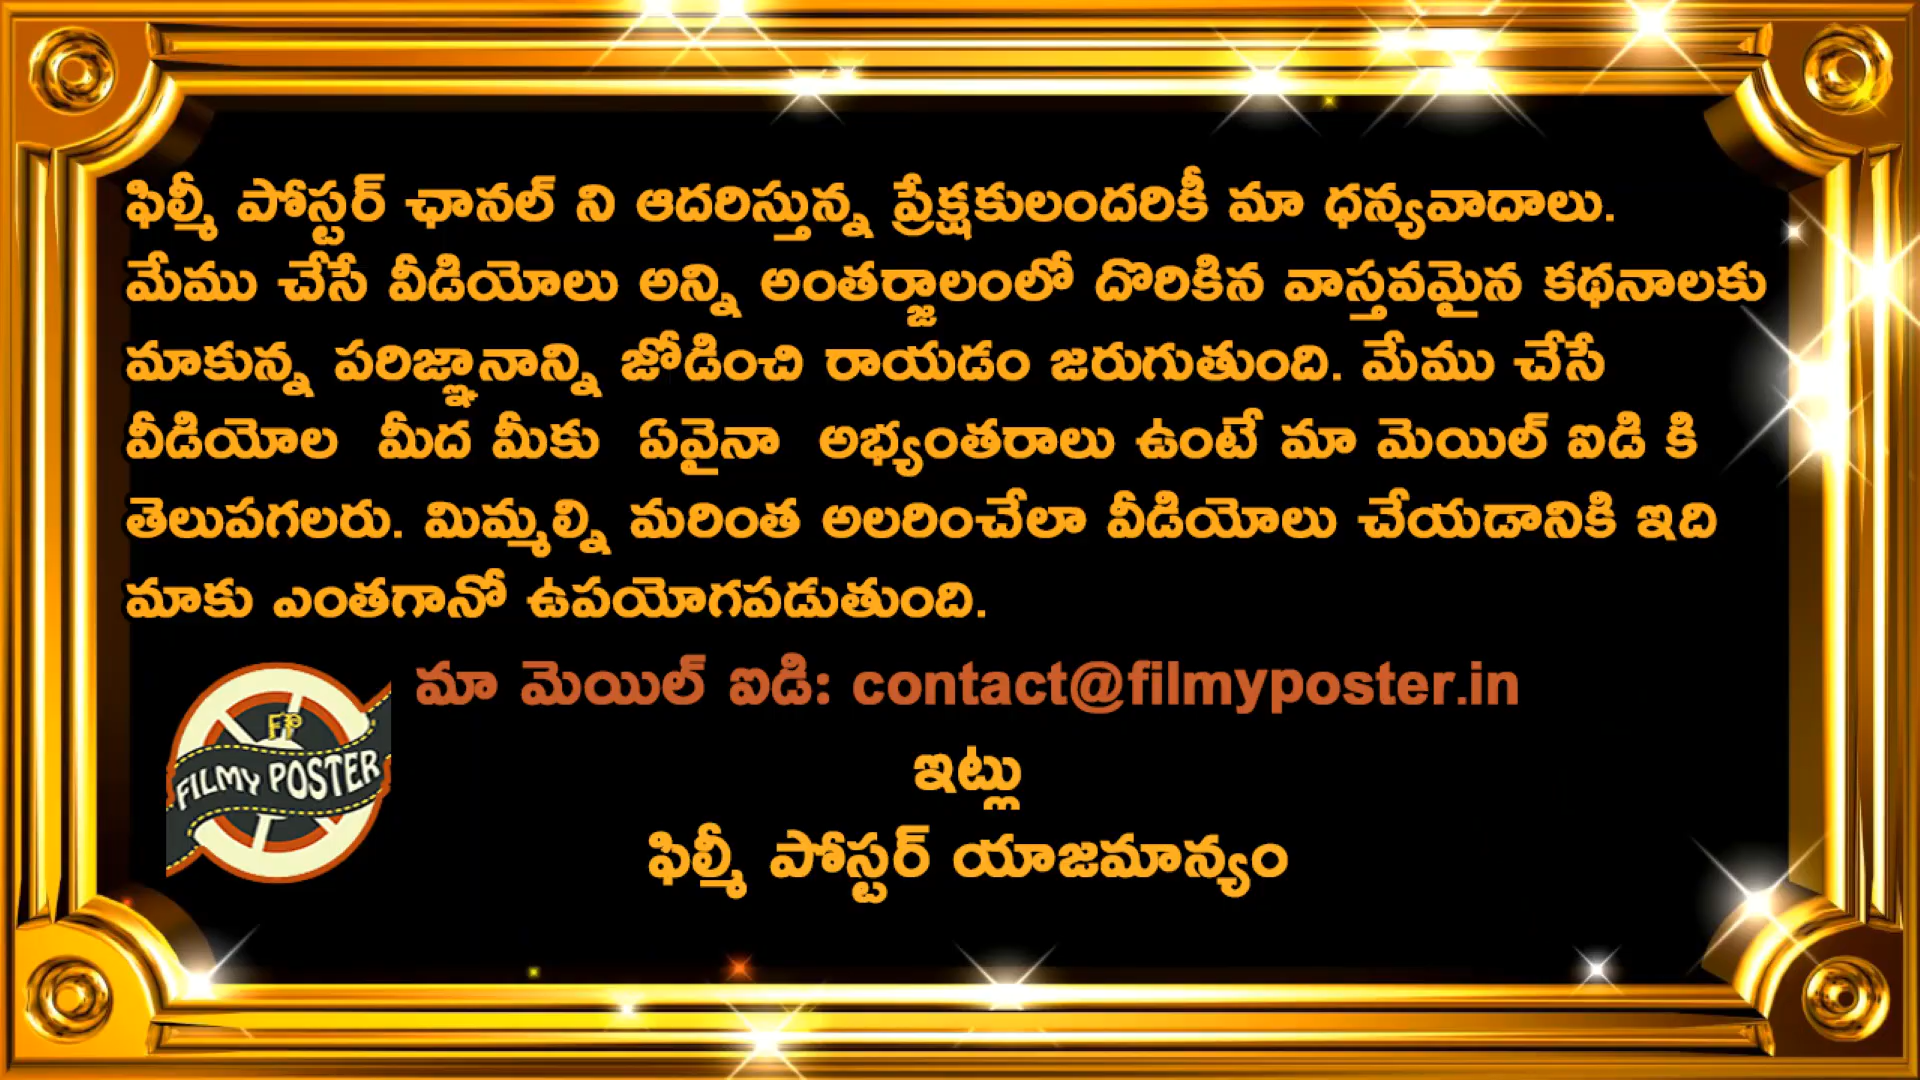 ఫిల్మీ పోస్టర్ ఛానల్ ని ఆదరిస్తున్న ప్రేక్షకులందరికీ మా ధన్యవాదాలు.
మేము చేసే వీడియోలు అన్ని అంతర్జాలంలో దొరికిన వాస్తవమైన కథనాలకు
మాకున్న పరిజ్ఞానాన్ని జోడించి రాయడం జరుగుతుంది. మేము చేసే
వీడియోల మీద మీకు ఏవైనా అభ్యంతరాలు ఉంటే మా మెయిల్ ఐడి కి
తెలుపగలరు. మిమ్మల్ని మరింత అలరించేలా వీడియోలు చేయడానికి ఇది
మాకు ఎంతగానో ఉపయోగపడుతుంది.
మా మెయిల్ ఐడి: contact@filmyposter.in
FP
FILMY POSTER
ఇట్లు
ఫిల్మీ పోస్టర్ యాజమాన్యం